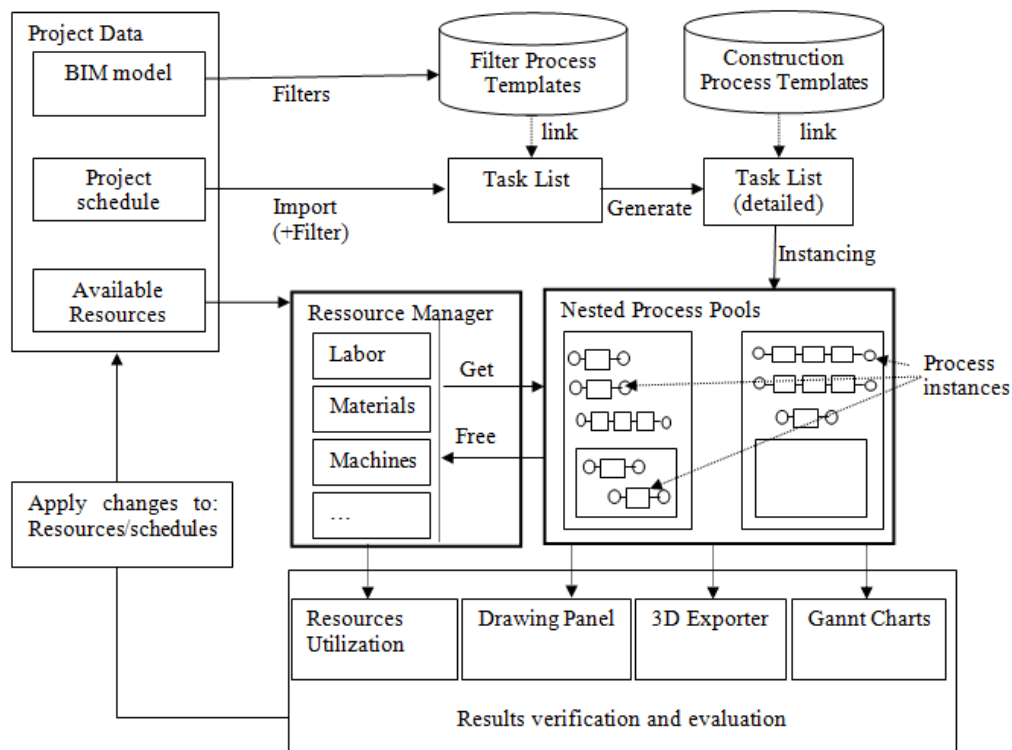 Project Data
BIM model
Filters
Filter Process
Templates
Construction
Process Templates
link
link
Project
schedule
Import
(+Filter)
Task List
Generate
Task List
(detailed)
Instancing
Available
Resources
Ressource Manager
Labor
Materials
Machines
…
Get
Free
Nested Process Pools
Process
instances
Apply changes to:
Resources/schedules
Resources
Utilization
Drawing Panel
3D Exporter
Gannt Charts
Results verification and evaluation